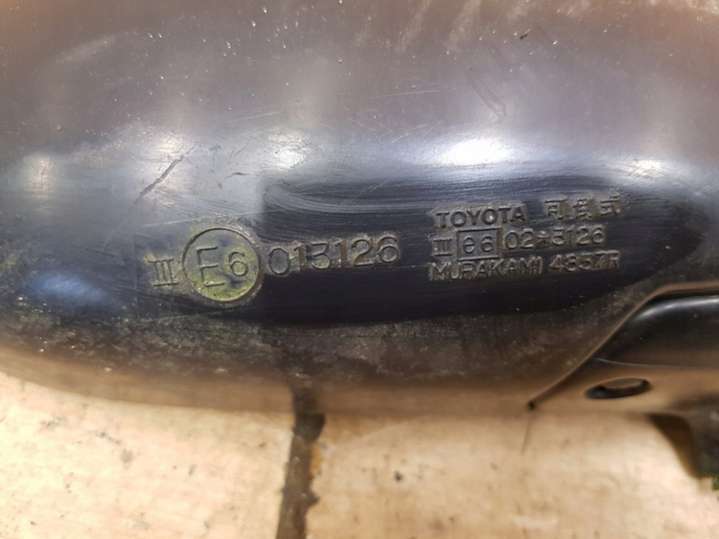 III E6 015126
TOYOTA 可倒式
III e6 02*5126
MURAKAMI 4857R